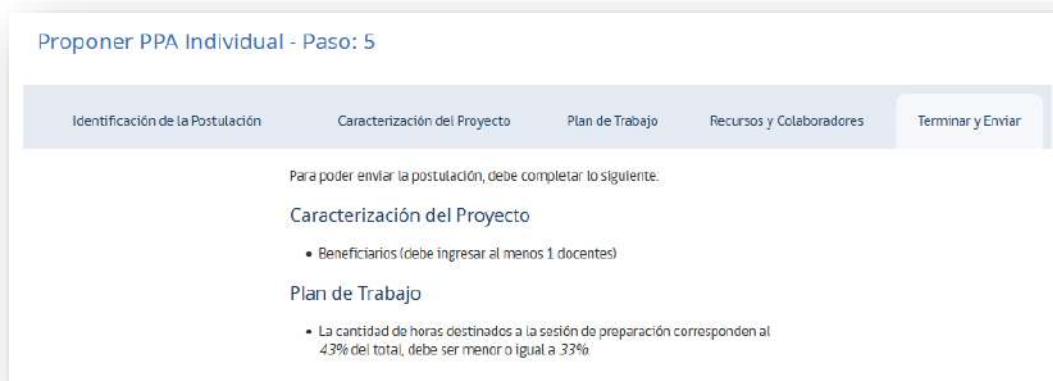 Proponer PPA Individual - Paso: 5
Identificación de la Postulación Caracterización del Proyecto Plan de Trabajo Recursos y Colaboradores Terminar y Enviar
Para poder enviar la postulación, debe completar lo siguiente:
Caracterización del Proyecto
• Beneficiarios (debe ingresar al menos 1 docentes)
Plan de Trabajo
• La cantidad de horas destinados a la sesión de preparación corresponden al
43% del total, debe ser menor o igual a 33%.